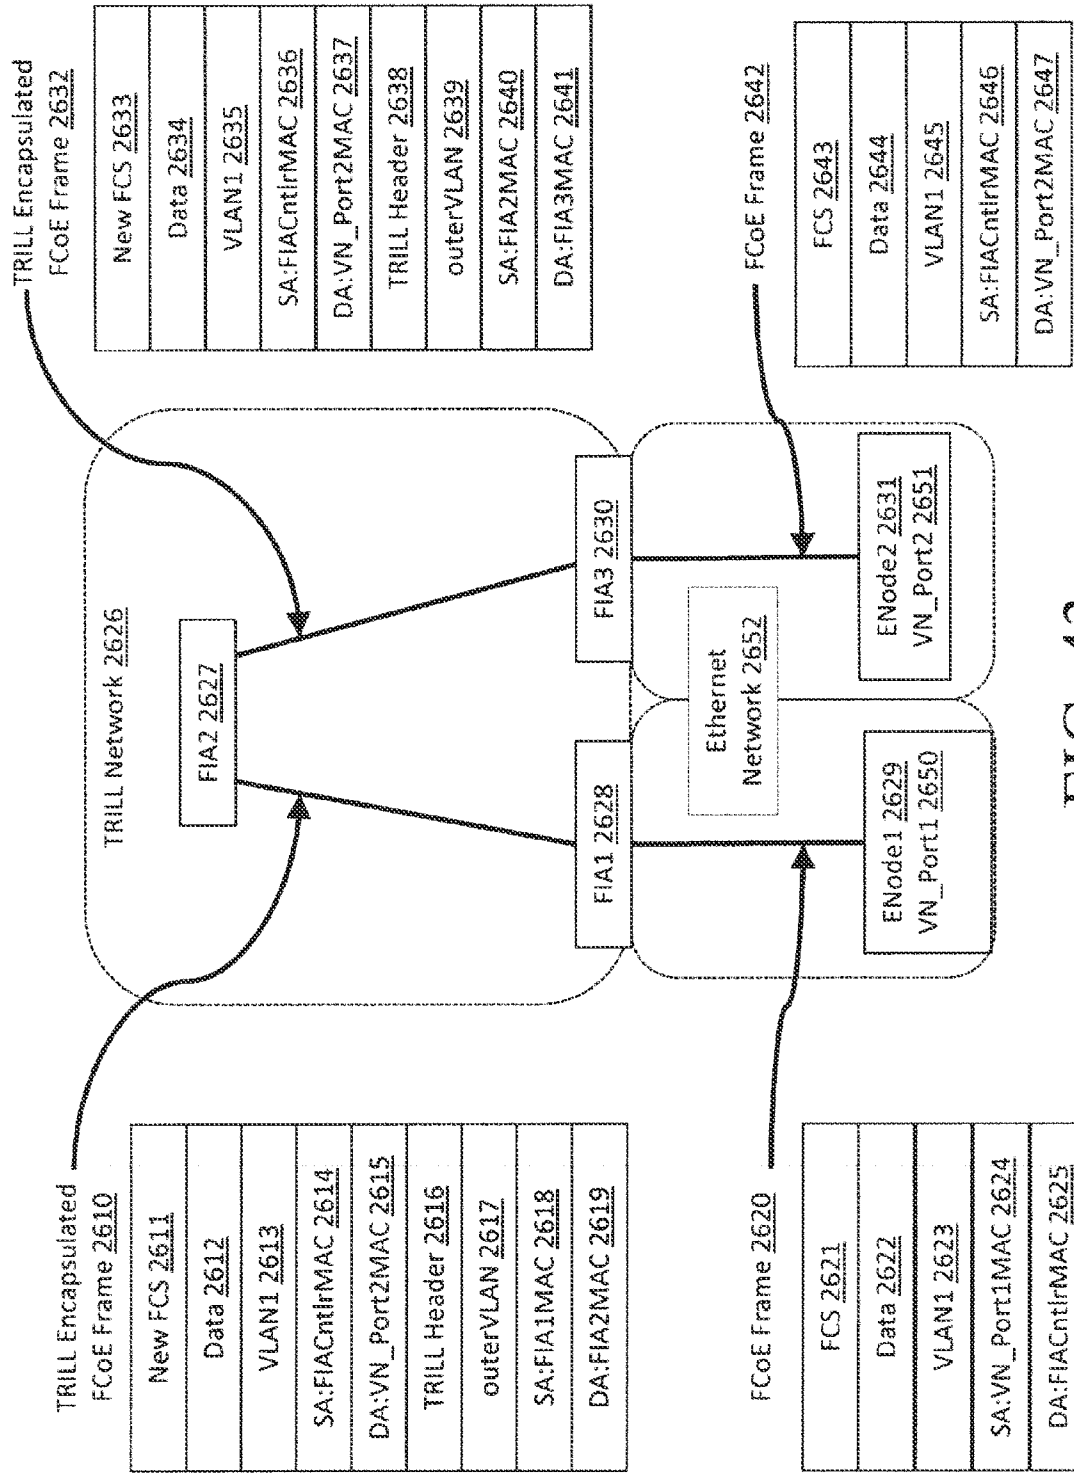 TRILL Encapsulated
FCoE Frame 2610
New FCS 2611
Data 2612
VLAN1 2613
SA:FIACntlrMAC 2614
DA:VN_Port2MAC 2615
TRILL Header 2616
outerVLAN 2617
SA:FIA1MAC 2618
DA:FIA2MAC 2619
FCoE Frame 2620
FCS 2621
Data 2622
VLAN1 2623
SA:VN_Port1MAC 2624
DA:FIACntlrMAC 2625
TRILL Network 2626
FIA2 2627
FIA1 2628
FIA3 2630
Ethernet
Network 2652
ENode1 2629
VN_Port1 2650
ENode2 2631
VN_Port2 2651
TRILL Encapsulated
FCoE Frame 2632
New FCS 2633
Data 2634
VLAN1 2635
SA:FIACntlrMAC 2636
DA:VN_Port2MAC 2637
TRILL Header 2638
outerVLAN 2639
SA:FIA2MAC 2640
DA:FIA3MAC 2641
FCoE Frame 2642
FCS 2643
Data 2644
VLAN1 2645
SA:FIACntlrMAC 2646
DA:VN_Port2MAC 2647